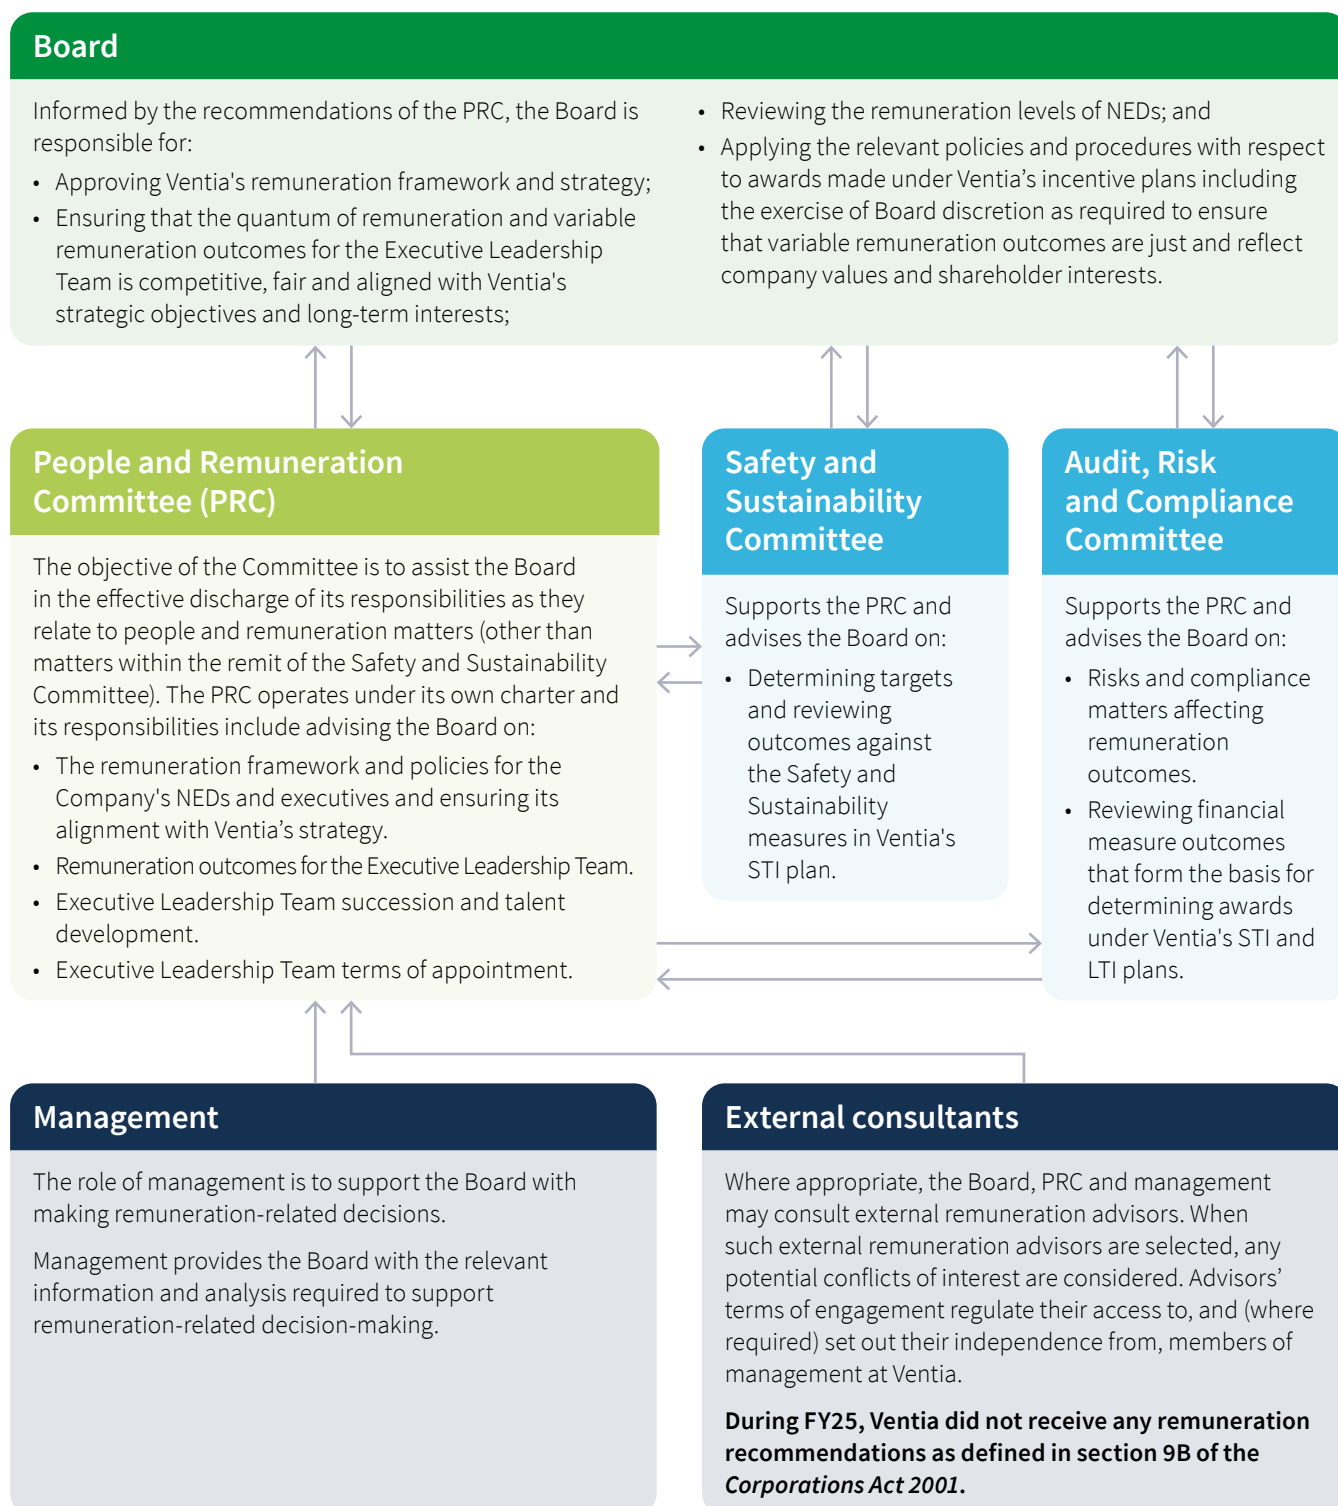 Board
Informed by the recommendations of the PRC, the Board is
responsible for:
• Approving Ventia's remuneration framework and strategy;
• Ensuring that the quantum of remuneration and variable
remuneration outcomes for the Executive Leadership
Team is competitive, fair and aligned with Ventia's
strategic objectives and long-term interests;
• Reviewing the remuneration levels of NEDs; and
• Applying the relevant policies and procedures with respect
to awards made under Ventia’s incentive plans including
the exercise of Board discretion as required to ensure
that variable remuneration outcomes are just and reflect
company values and shareholder interests.
People and Remuneration
Committee (PRC)
The objective of the Committee is to assist the Board
in the effective discharge of its responsibilities as they
relate to people and remuneration matters (other than
matters within the remit of the Safety and Sustainability
Committee). The PRC operates under its own charter and
its responsibilities include advising the Board on:
• The remuneration framework and policies for the
Company's NEDs and executives and ensuring its
alignment with Ventia’s strategy.
• Remuneration outcomes for the Executive Leadership Team.
• Executive Leadership Team succession and talent
development.
• Executive Leadership Team terms of appointment.
Safety and
Sustainability
Committee
Supports the PRC and
advises the Board on:
• Determining targets
and reviewing
outcomes against
the Safety and
Sustainability
measures in Ventia's
STI plan.
Audit, Risk
and Compliance
Committee
Supports the PRC and
advises the Board on:
• Risks and compliance
matters affecting
remuneration
outcomes.
• Reviewing financial
measure outcomes
that form the basis for
determining awards
under Ventia's STI and
LTI plans.
Management
The role of management is to support the Board with
making remuneration-related decisions.
Management provides the Board with the relevant
information and analysis required to support
remuneration-related decision-making.
External consultants
Where appropriate, the Board, PRC and management
may consult external remuneration advisors. When
such external remuneration advisors are selected, any
potential conflicts of interest are considered. Advisors’
terms of engagement regulate their access to, and (where
required) set out their independence from, members of
management at Ventia.
During FY25, Ventia did not receive any remuneration
recommendations as defined in section 9B of the
Corporations Act 2001.